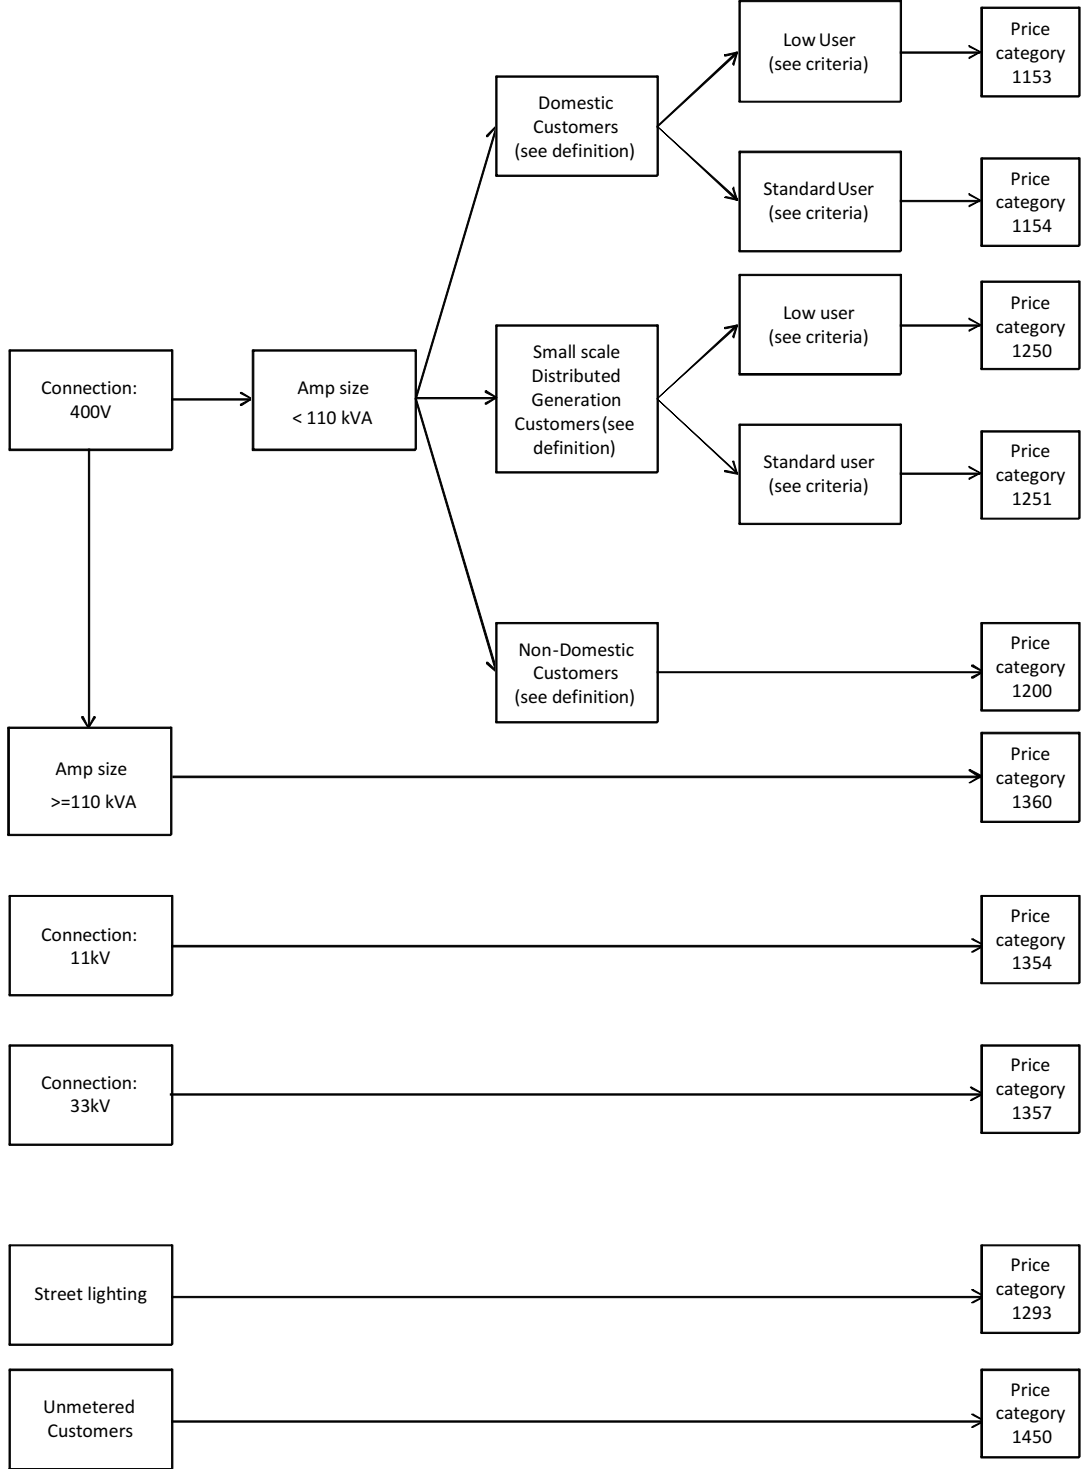 Low User
(see criteria)
Price
category
1153
Domestic
Customers
(see definition)
Standard User
(see criteria)
Price
category
1154
Low user
(see criteria)
Price
category
1250
Connection:
400V
Amp size
< 110 kVA
Small scale
Distributed
Generation
Customers (see
definition)
Standard user
(see criteria)
Price
category
1251
Non-Domestic
Customers
(see definition)
Price
category
1200
Amp size
>=110 kVA
Price
category
1360
Connection:
11kV
Price
category
1354
Connection:
33kV
Price
category
1357
Street lighting
Price
category
1293
Unmetered
Customers
Price
category
1450